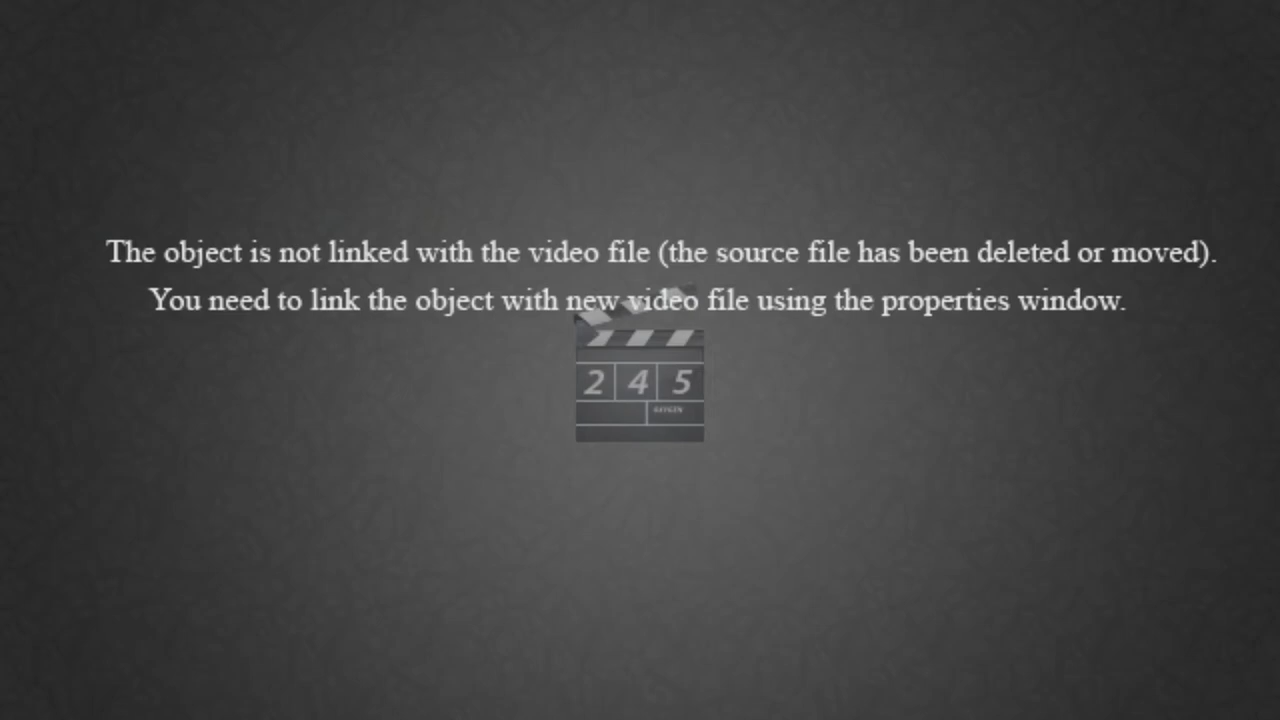 The object is not linked with the video file (the source file has been deleted or moved).
You need to link the object with new video file using the properties window.
2 4 5
OXYGEN